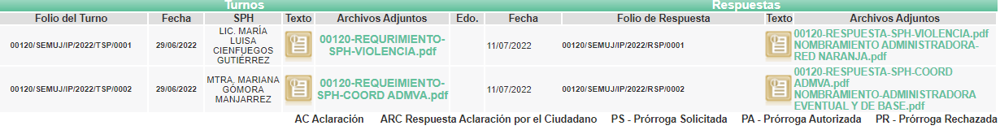 Turnos Respuestas
Folio del Turno Fecha SPH Texto Archivos Adjuntos Edo. Fecha Folio de Respuesta Texto Archivos Adjuntos
00120/SEMUJ/IP/2022/TSP/0001 29/06/2022
LIC. MARÍA
LUISA
CIENFUEGOS
GUTIÉRREZ
00120-REQURIMIENTO-
SPH-VIOLENCIA.pdf
11/07/2022 00120/SEMUJ/IP/2022/RSP/0001
00120-RESPUESTA-SPH-VIOLENCIA.pdf
NOMBRAMIENTO ADMINISTRADORA-
RED NARANJA.pdf
00120/SEMUJ/IP/2022/TSP/0002 29/06/2022
MTRA. MARIANA
GÓMORA
MANJARREZ
00120-REQUEIMIENTO-
SPH-COORD ADMVA.pdf
11/07/2022 00120/SEMUJ/IP/2022/RSP/0002
00120-RESPUESTA-SPH-COORD
ADMVA.pdf
NOMBRAMIENTO-ADMINISTRADORA
EVENTUAL Y DE BASE.pdf
AC Aclaración ARC Respuesta Aclaración por el Ciudadano PS - Prórroga Solicitada PA - Prórroga Autorizada PR - Prórroga Rechazada